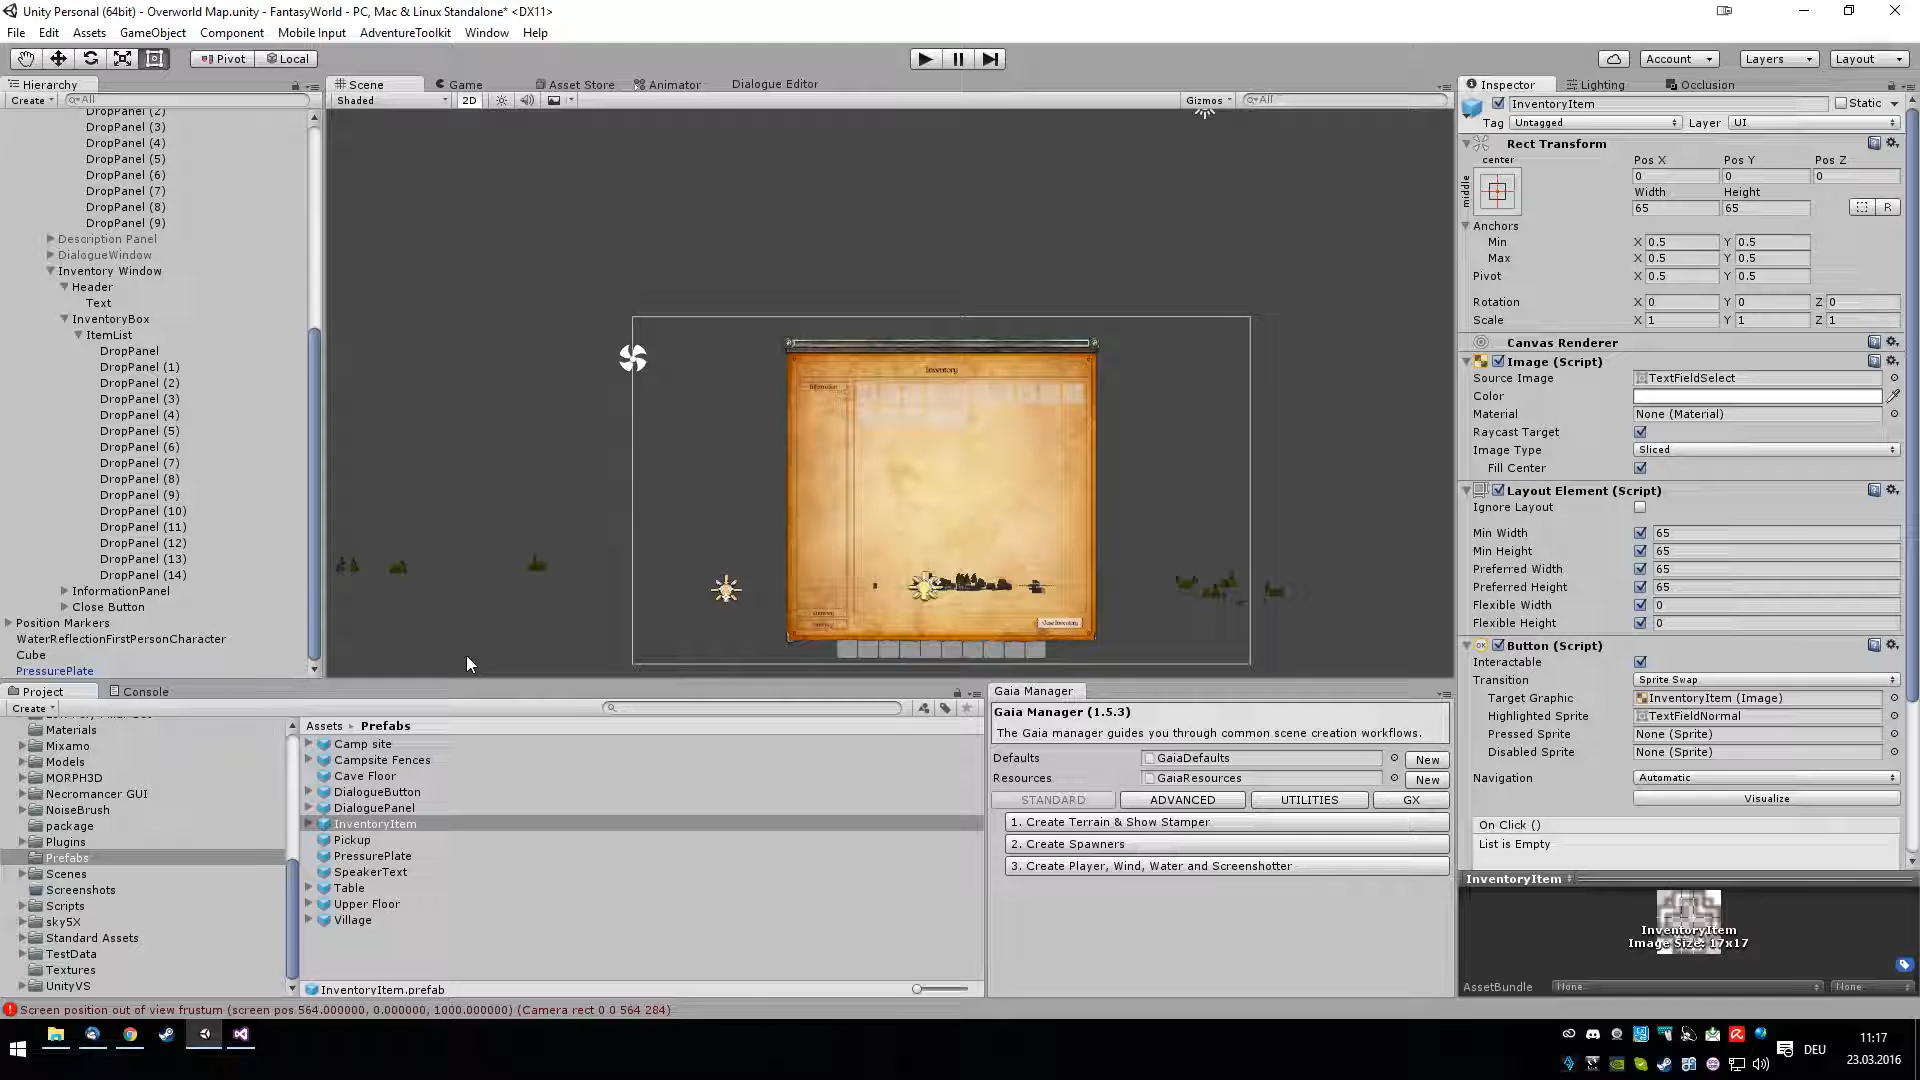 Unity Personal (64bit) - Overworld Map.unity - FantasyWorld - PC, Mac & Linux Standalone* <DX11>
File Edit Assets GameObject Component Mobile Input AdventureToolkit Window Help
Pivot Local Account Layers Layout
Hierarchy
Create All
DropPanel (2)
DropPanel (3)
DropPanel (4)
DropPanel (5)
DropPanel (6)
DropPanel (7)
DropPanel (8)
DropPanel (9)
Description Panel
DialogueWindow
Inventory Window
Header
Text
InventoryBox
ItemList
DropPanel
DropPanel (1)
DropPanel (2)
DropPanel (3)
DropPanel (4)
DropPanel (5)
DropPanel (6)
DropPanel (7)
DropPanel (8)
DropPanel (9)
DropPanel (10)
DropPanel (11)
DropPanel (12)
DropPanel (13)
DropPanel (14)
InformationPanel
Close Button
Position Markers
WaterReflectionFirstPersonCharacter
Cube
PressurePlate
Scene Game Asset Store Animator Dialogue Editor
Shaded 2D Gizmos All
Inventory
Information
Close Inventory
Inspector Lighting Occlusion
InventoryItem Static
Tag Untagged Layer UI
Rect Transform
center
middle
Pos X Pos Y Pos Z
0 0 0
Width Height
65 65 R
Anchors
Min X 0.5 Y 0.5
Max X 0.5 Y 0.5
Pivot X 0.5 Y 0.5
Rotation X 0 Y 0 Z 0
Scale X 1 Y 1 Z 1
Canvas Renderer
Image (Script)
Source Image TextFieldSelect
Color
Material None (Material)
Raycast Target
Image Type Sliced
Fill Center
Layout Element (Script)
Ignore Layout
Min Width 65
Min Height 65
Preferred Width 65
Preferred Height 65
Flexible Width 0
Flexible Height 0
Button (Script)
Interactable
Transition Sprite Swap
Target Graphic InventoryItem (Image)
Highlighted Sprite TextFieldNormal
Pressed Sprite None (Sprite)
Disabled Sprite None (Sprite)
Navigation Automatic
Visualize
On Click ()
List is Empty
InventoryItem
InventoryItem
Image Size: 17x17
AssetBundle None None
Project Console
Create
Materials
Mixamo
Models
MORPH3D
Necromancer GUI
NoiseBrush
package
Plugins
Prefabs
Scenes
Screenshots
Scripts
sky5X
Standard Assets
TestData
Textures
UnityVS
Assets Prefabs
Camp site
Campsite Fences
Cave Floor
DialogueButton
DialoguePanel
InventoryItem
Pickup
PressurePlate
SpeakerText
Table
Upper Floor
Village
InventoryItem.prefab
Gaia Manager
Gaia Manager (1.5.3)
The Gaia manager guides you through common scene creation workflows.
Defaults GaiaDefaults New
Resources GaiaResources New
STANDARD ADVANCED UTILITIES GX
1. Create Terrain & Show Stamper
2. Create Spawners
3. Create Player, Wind, Water and Screenshotter
Screen position out of view frustum (screen pos 564.000000, 0.000000, 1000.000000) (Camera rect 0 0 564 284)
DEU
11:17
23.03.2016